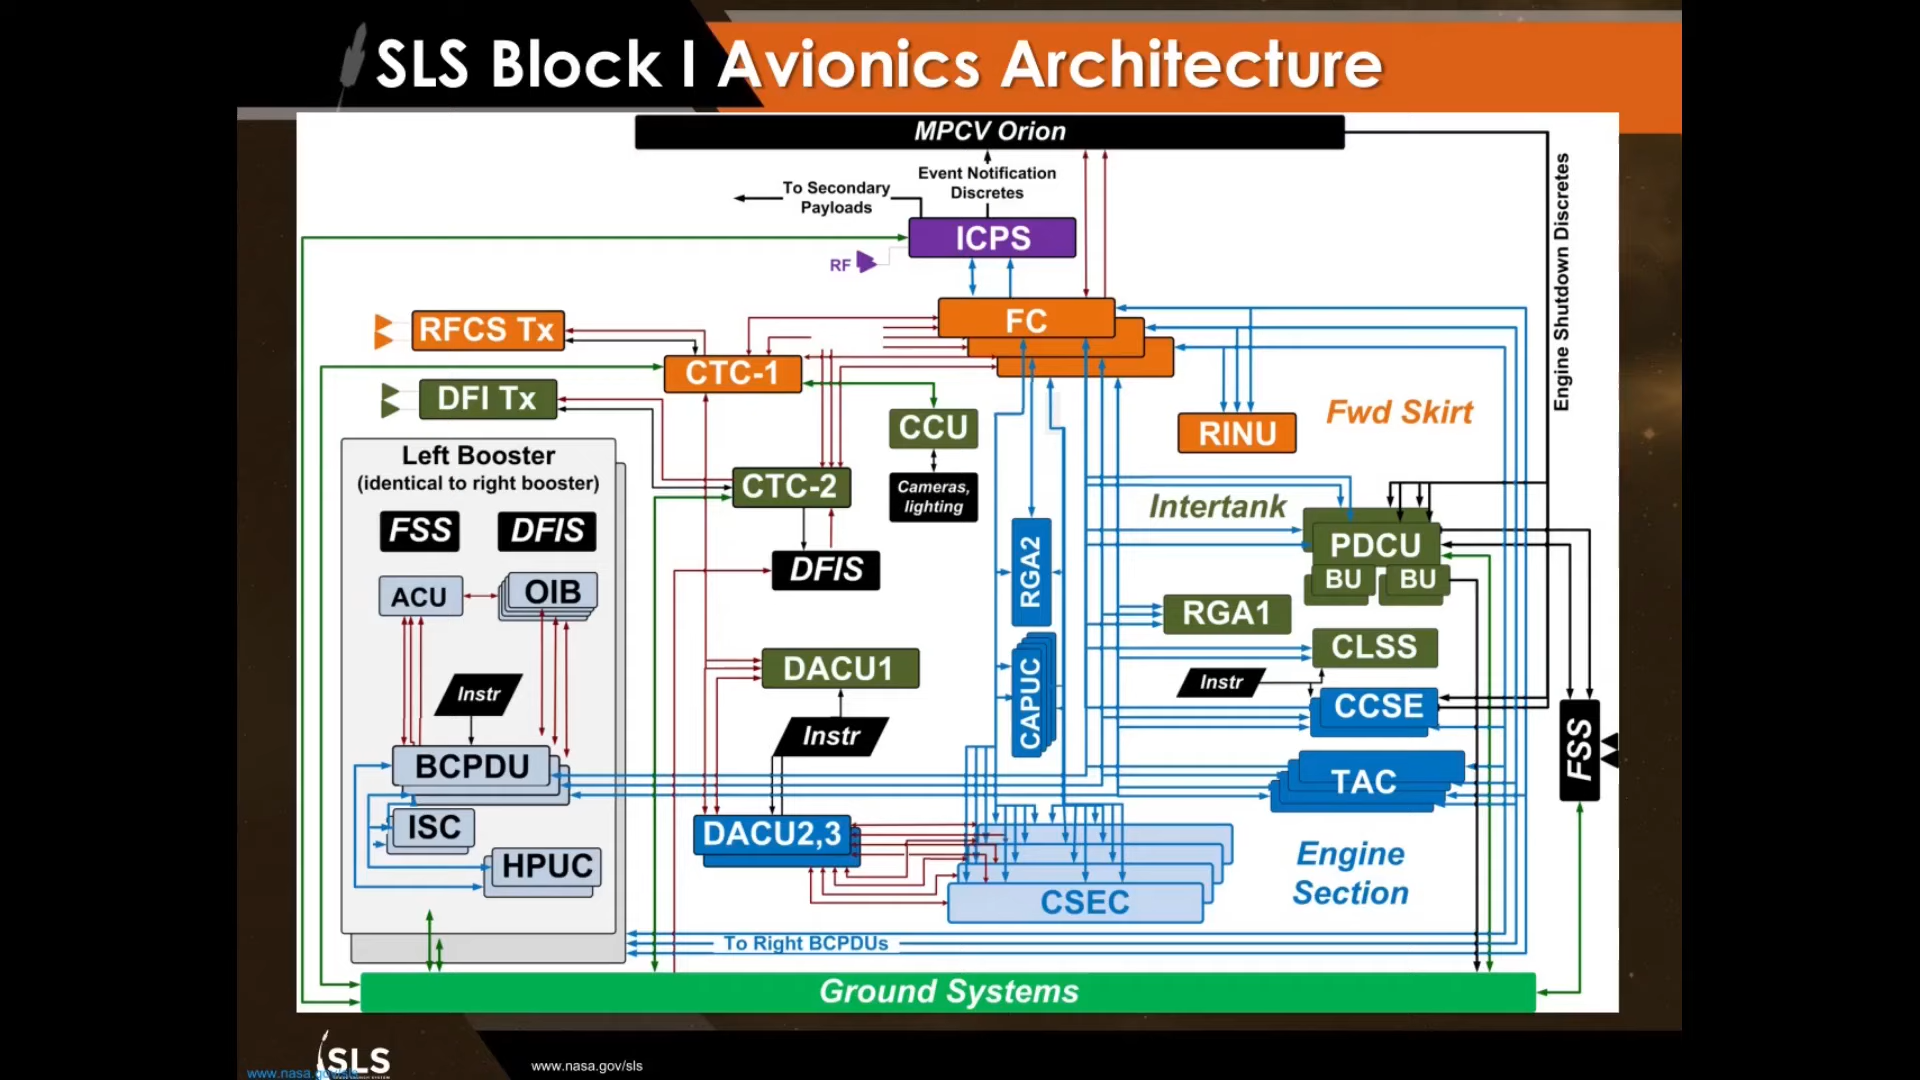 SLS Block I Avionics Architecture
MPCV Orion
Event Notification
Discretes
To Secondary
Payloads
ICPS
RF
Engine Shutdown Discretes
RFCS Tx
FC
CTC-1
DFI Tx
CCU
RINU
Fwd Skirt
Left Booster
(identical to right booster)
CTC-2
Cameras,
lighting
Intertank
FSS
DFIS
PDCU
BU
BU
DFIS
RGA2
ACU
OIB
RGA1
CLSS
DACU1
Instr
Instr
CAPUC
CCSE
Instr
FSS
BCPDU
TAC
ISC
DACU2,3
HPUC
CSEC
Engine
Section
To Right BCPDUs
Ground Systems
SLS
www.nasa.gov/sls
www.nasa.gov/sls